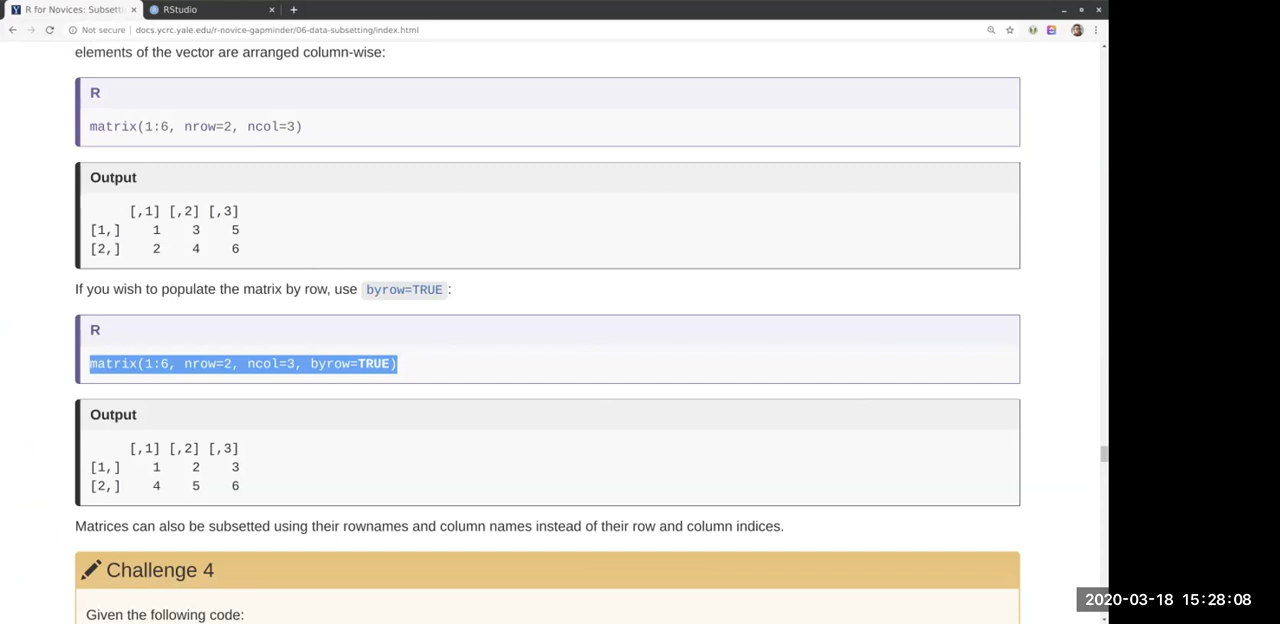 R for Novices: Subsetti × RStudio × +
Not secure | docs.ycrc.yale.edu/r-novice-gapminder/06-data-subsetting/index.html
elements of the vector are arranged column-wise:
R
matrix(1:6, nrow=2, ncol=3)
Output
[,1] [,2] [,3]
[1,] 1 3 5
[2,] 2 4 6
If you wish to populate the matrix by row, use byrow=TRUE :
R
matrix(1:6, nrow=2, ncol=3, byrow=TRUE)
Output
[,1] [,2] [,3]
[1,] 1 2 3
[2,] 4 5 6
Matrices can also be subsetted using their rownames and column names instead of their row and column indices.
Challenge 4
Given the following code:
2020-03-18 15:28:08